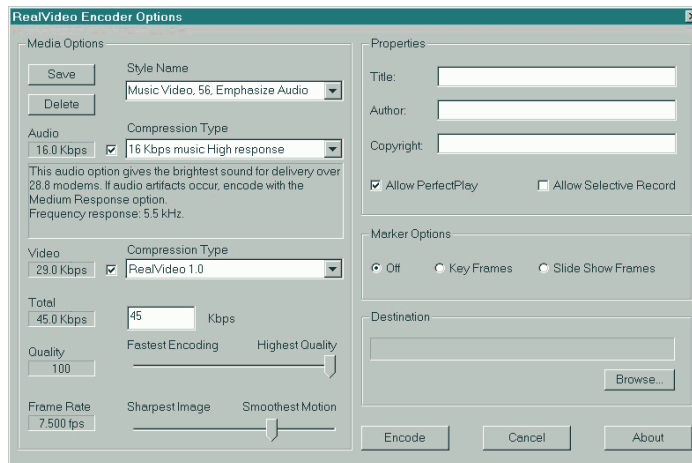 RealVideo Encoder Options
Media Options
Save
Delete
Style Name
Music Video, 56, Emphasize Audio
Audio
16.0 Kbps
Compression Type
16 Kbps music High response
This audio option gives the brightest sound for delivery over
28.8 modems. If audio artifacts occur, encode with the
Medium Response option.
Frequency response: 5.5 kHz.
Video
29.0 Kbps
Compression Type
RealVideo 1.0
Total
45.0 Kbps
45 Kbps
Quality
100
Fastest Encoding Highest Quality
Frame Rate
7.500 fps
Sharpest Image Smoothest Motion
Properties
Title:
Author:
Copyright:
Allow PerfectPlay Allow Selective Record
Marker Options
Off Key Frames Slide Show Frames
Destination
Browse...
Encode Cancel About